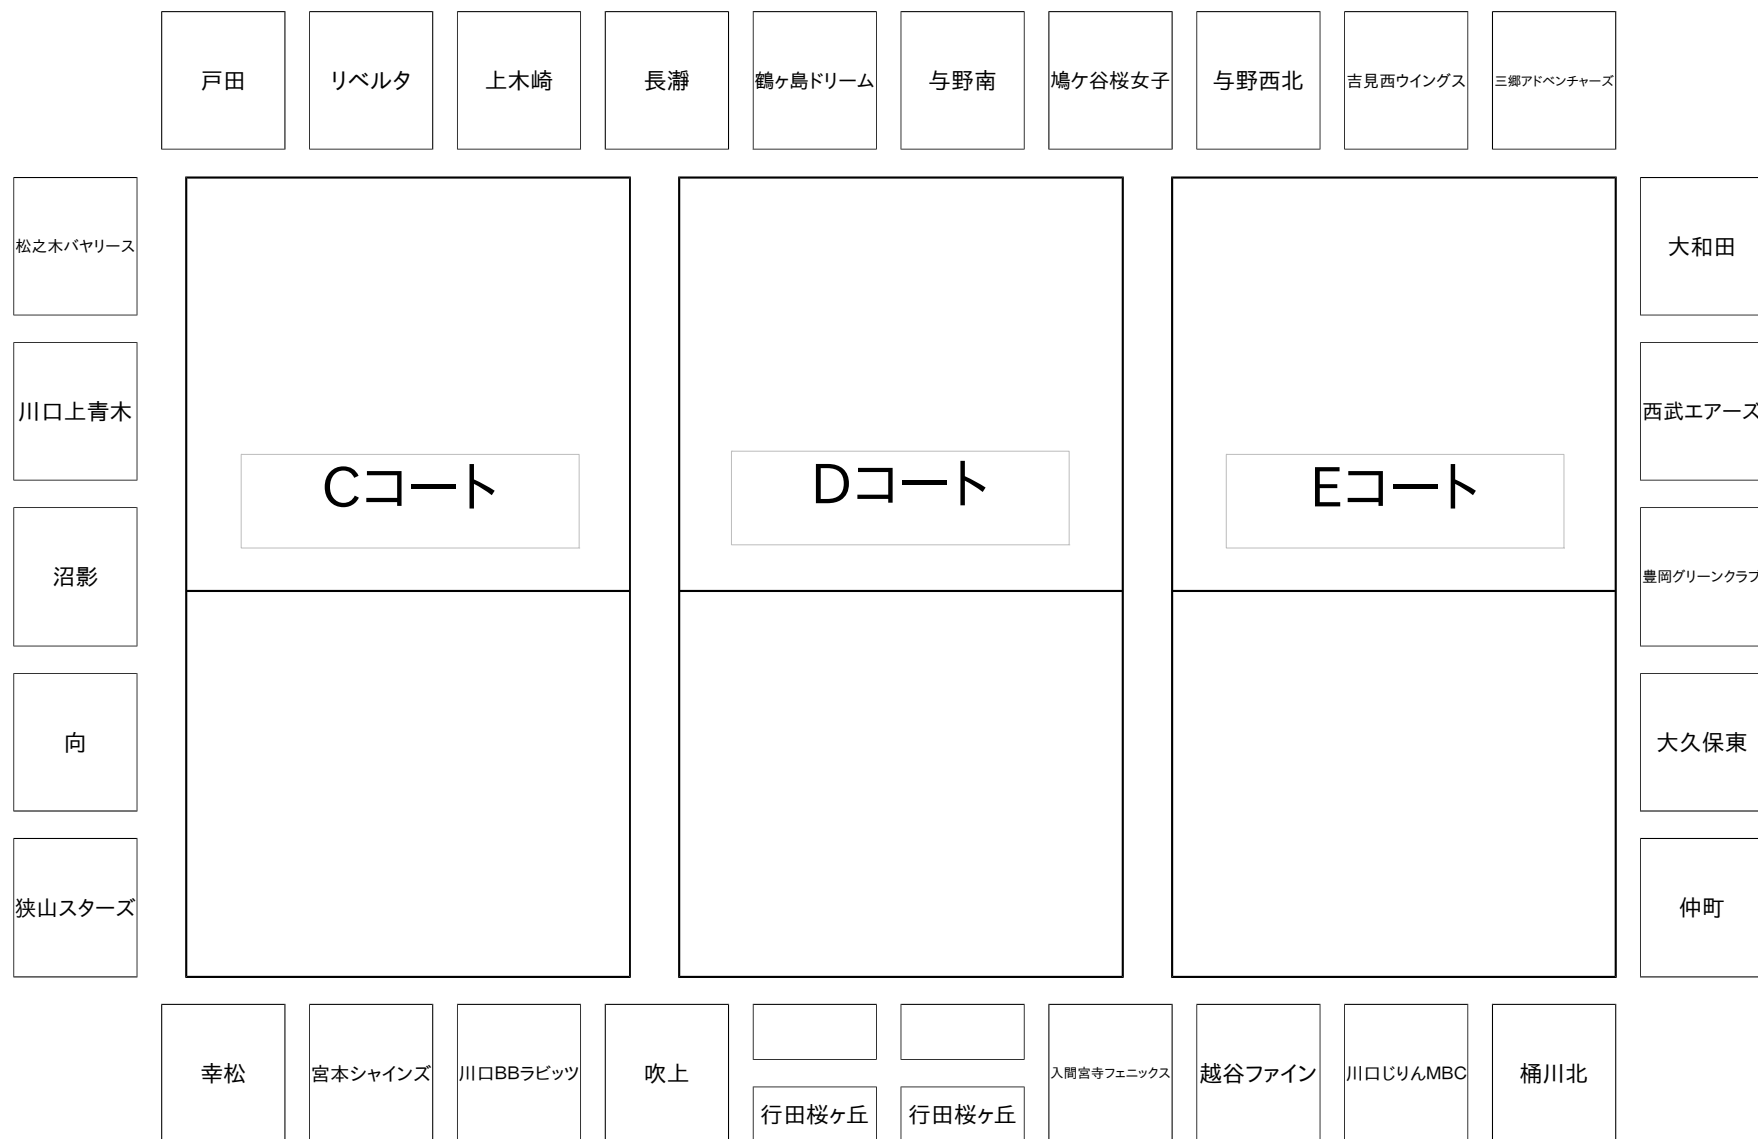 戸田
リベルタ
上木崎
長瀞
鶴ヶ島ドリーム
与野南
鳩ケ谷桜女子
与野西北
吉見西ウイングス
三郷アドベンチャーズ
松之木バヤリース
大和田
川口上青木
西武エアーズ
Cコート
Dコート
Eコート
沼影
豊岡グリーンクラブ
向
大久保東
狭山スターズ
仲町
幸松
宮本シャインズ
川口BBラビッツ
吹上
行田桜ヶ丘
行田桜ヶ丘
入間宮寺フェニックス
越谷ファイン
川口じりんMBC
桶川北